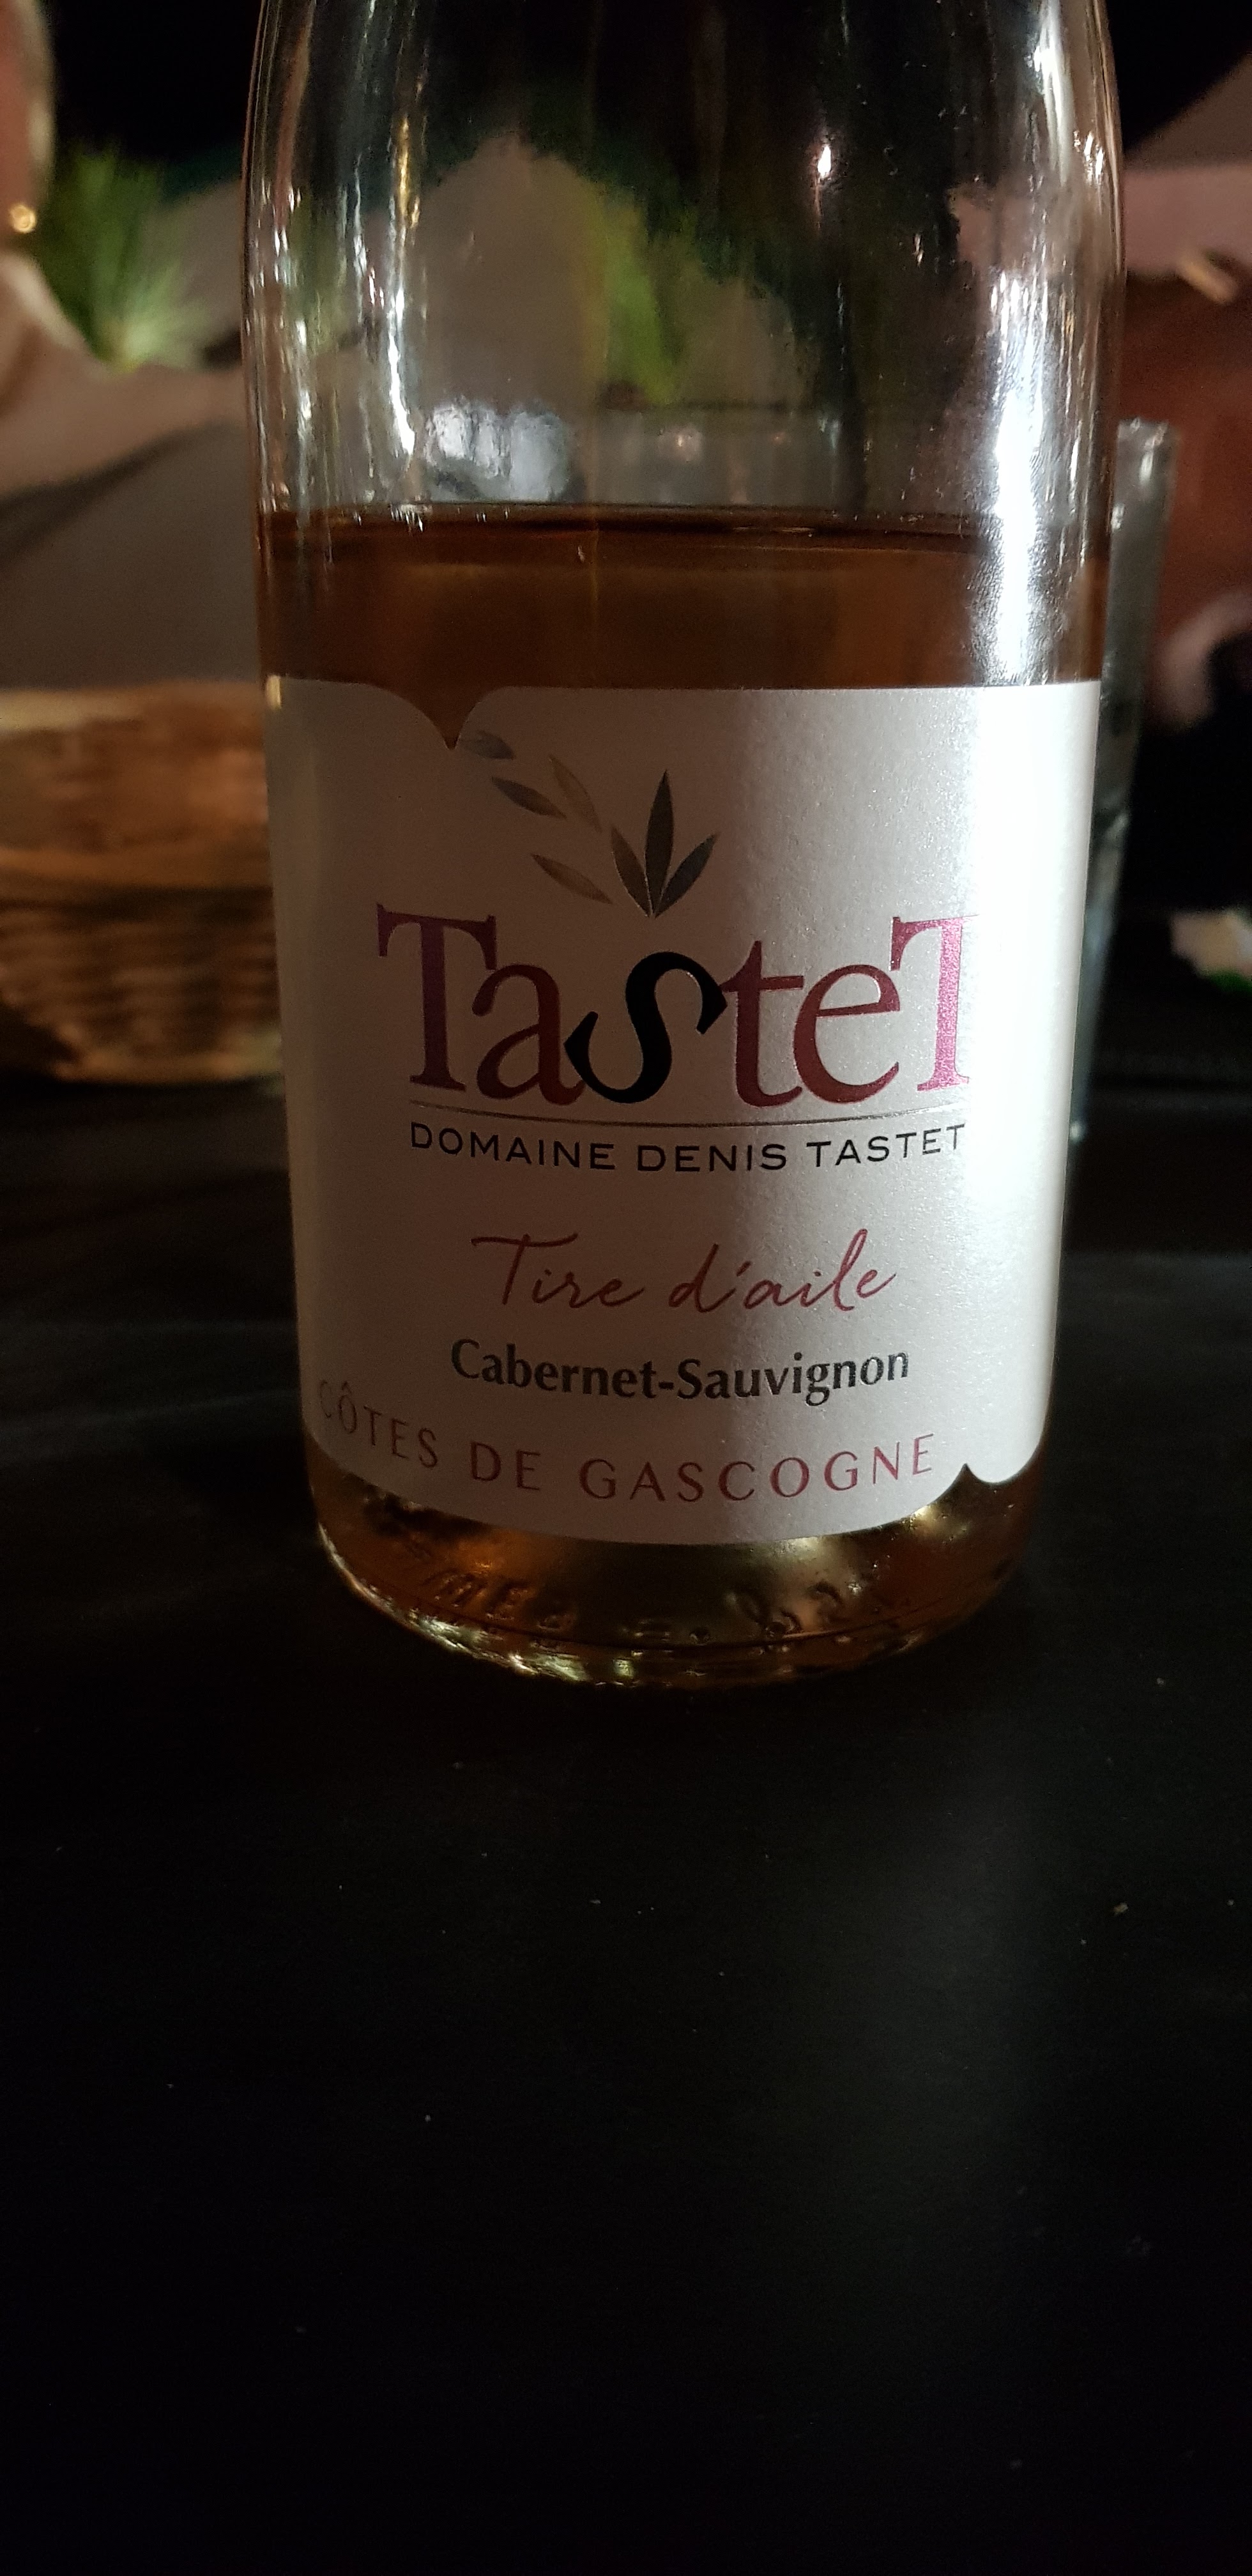 TasteT
DOMAINE DENIS TASTET
Tire d'aile
Cabernet-Sauvignon
CÔTES DE GASCOGNE